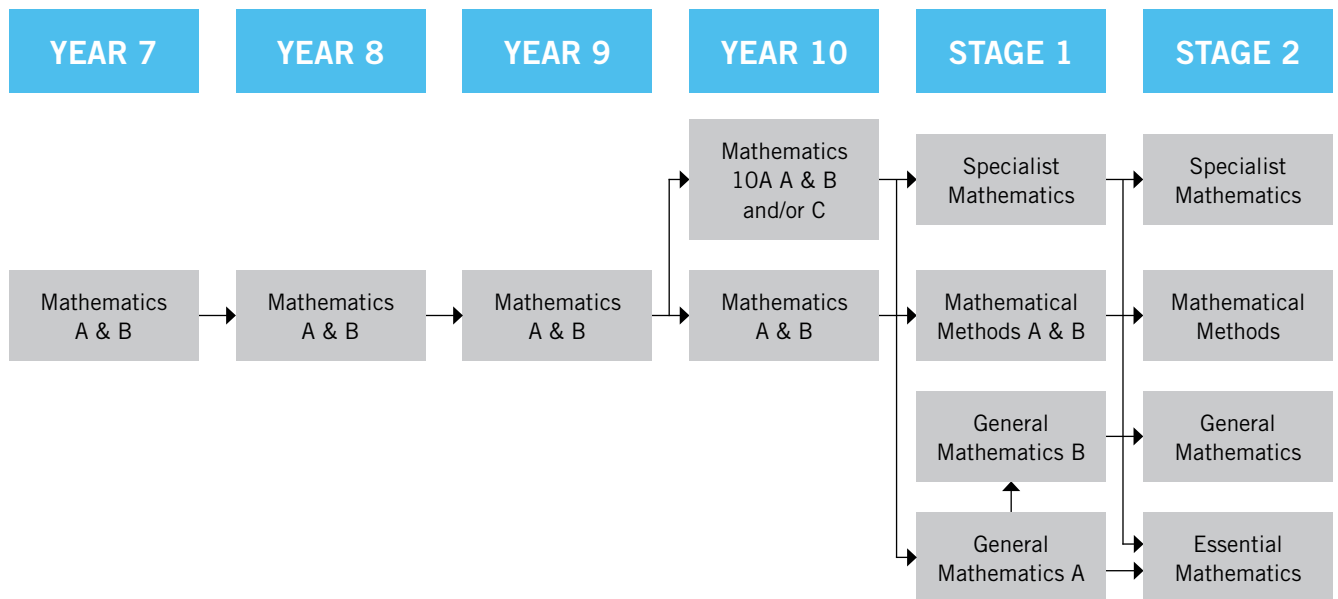 YEAR 7
YEAR 8
YEAR 9
YEAR 10
STAGE 1
STAGE 2
Mathematics
10A A & B
and/or C
Specialist
Mathematics
Specialist
Mathematics
Mathematics
A & B
Mathematics
A & B
Mathematics
A & B
Mathematics
A & B
Mathematical
Methods A & B
Mathematical
Methods
General
Mathematics B
General
Mathematics
General
Mathematics A
Essential
Mathematics